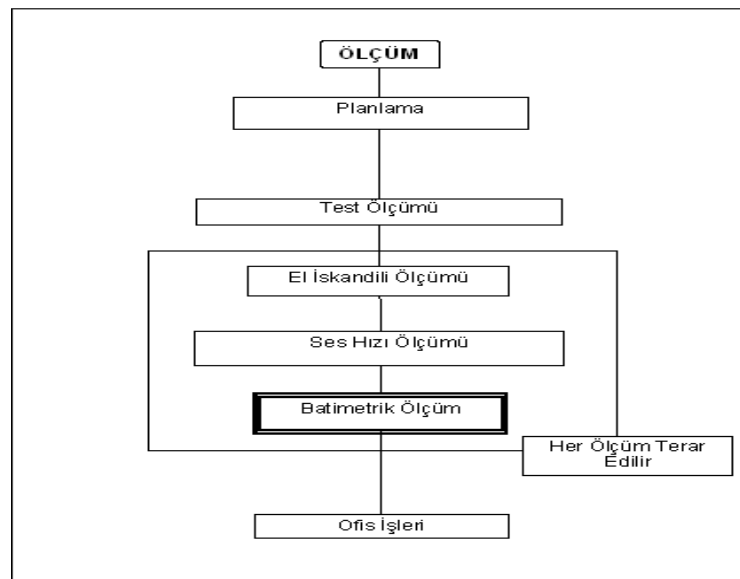 ÖLÇÜM
Planlama
Test Ölçümü
El İskandili Ölçümü
Ses Hızı Ölçümü
Batimetrik Ölçüm
Her Ölçüm Terar
Edilir
Ofis İşleri